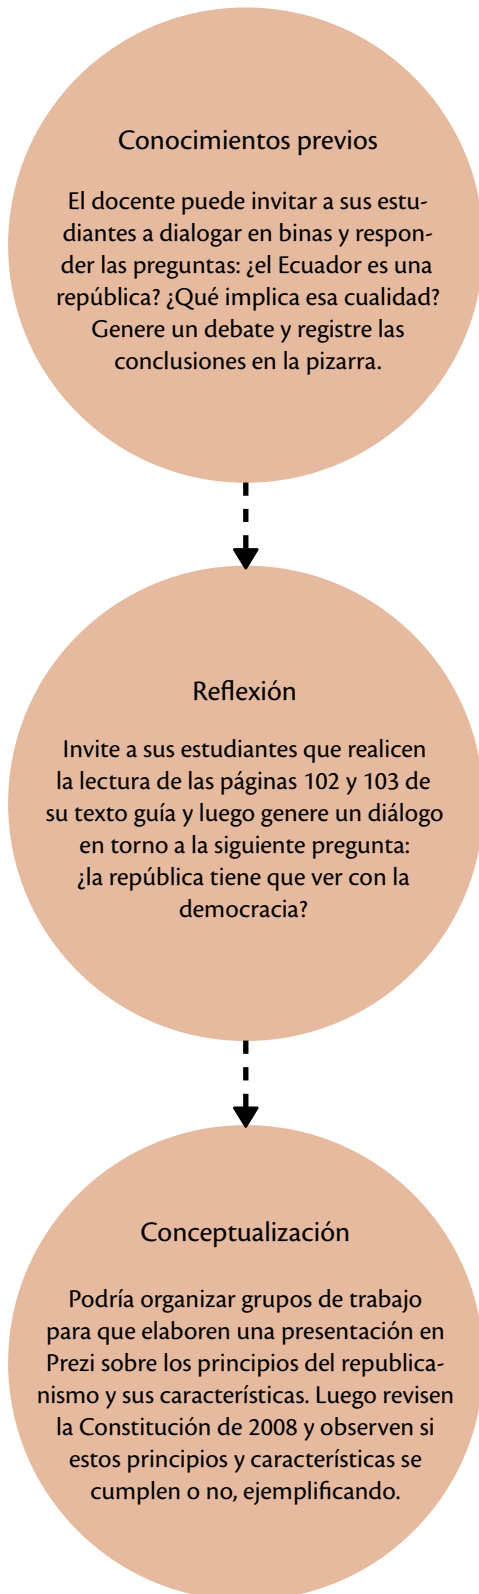 Conocimientos previos
El docente puede invitar a sus estu-
diantes a dialogar en binas y respon-
der las preguntas: ¿el Ecuador es una
república? ¿Qué implica esa cualidad?
Genere un debate y registre las
conclusiones en la pizarra.
Reflexión
Invite a sus estudiantes que realicen
la lectura de las páginas 102 y 103 de
su texto guía y luego genere un diálogo
en torno a la siguiente pregunta:
¿la república tiene que ver con la
democracia?
Conceptualización
Podría organizar grupos de trabajo
para que elaboren una presentación en
Prezi sobre los principios del republica-
nismo y sus características. Luego revisen
la Constitución de 2008 y observen si
estos principios y características se
cumplen o no, ejemplificando.